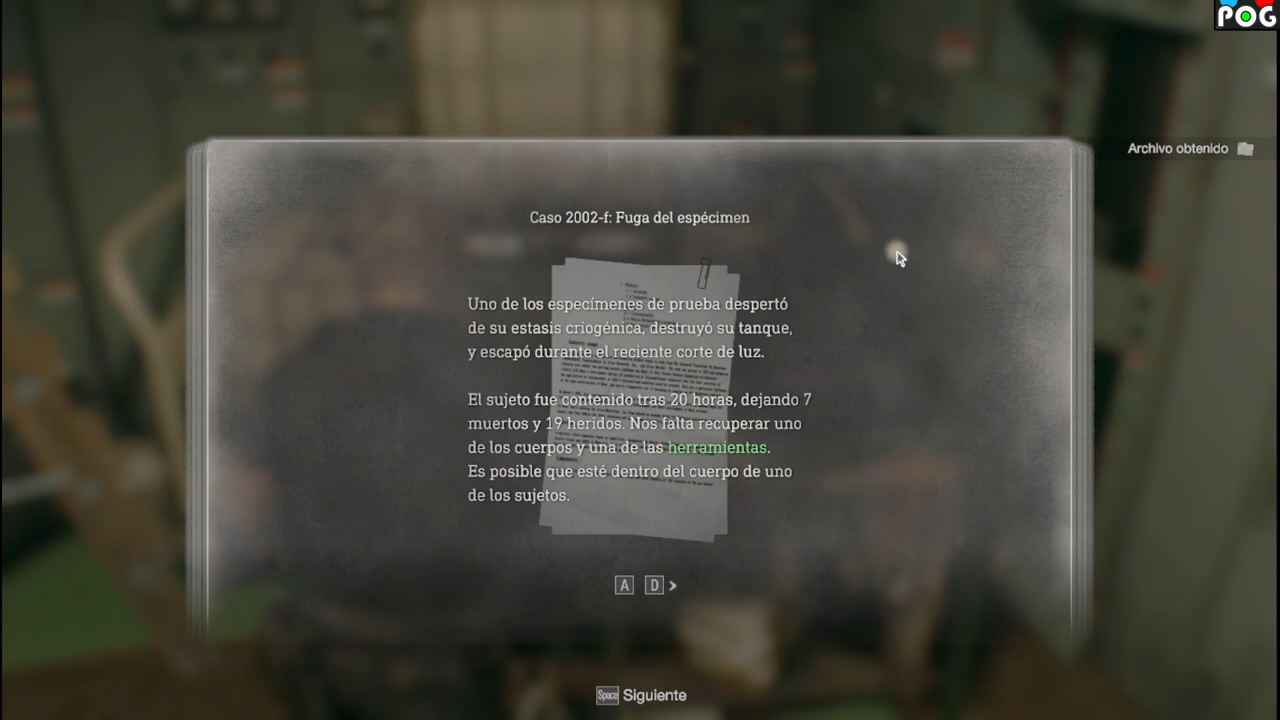 POG
Archivo obtenido
Caso 2002-f: Fuga del espécimen
Uno de los especímenes de prueba despertó
de su estasis criogénica, destruyó su tanque,
y escapó durante el reciente corte de luz.
El sujeto fue contenido tras 20 horas, dejando 7
muertos y 19 heridos. Nos falta recuperar uno
de los cuerpos y una de las herramientas.
Es posible que esté dentro del cuerpo de uno
de los sujetos.
A D >
Space Siguiente